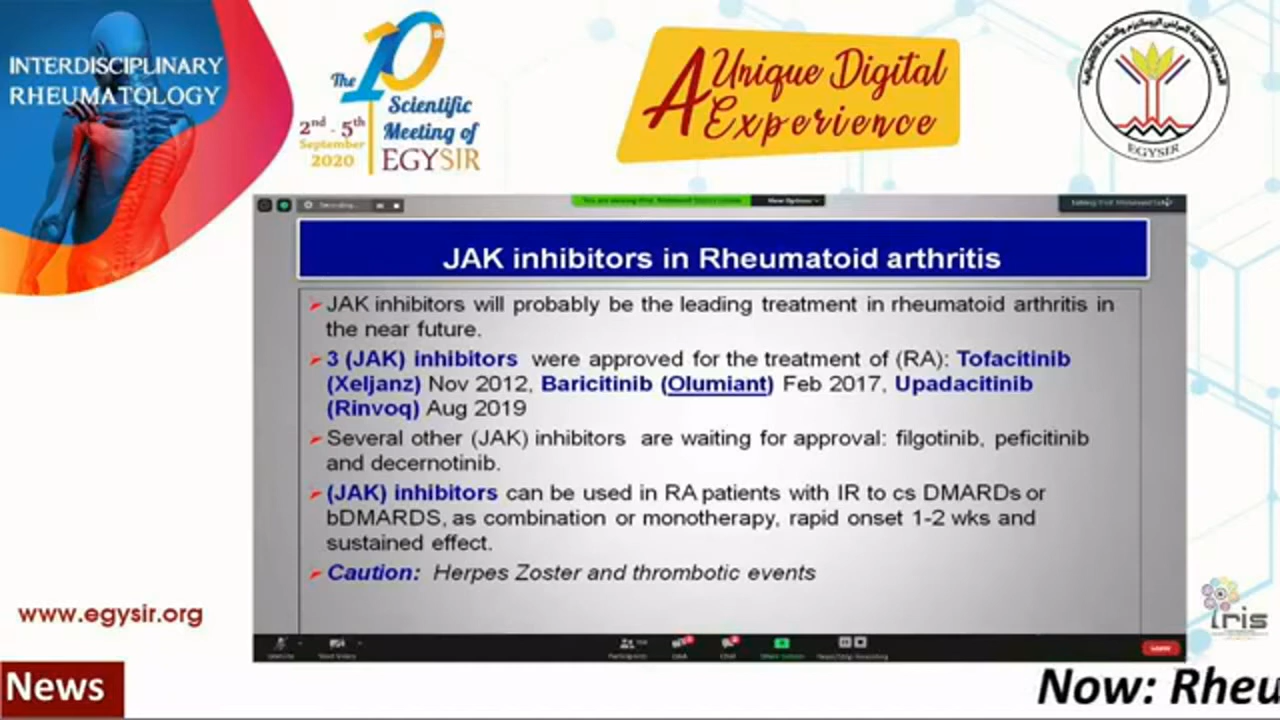 INTERDISCIPLINARY
RHEUMATOLOGY
The 10th
Scientific
Meeting of
EGYSIR
2nd - 5th
September
2020
A Unique Digital
Experience
EGYSIR
JAK inhibitors in Rheumatoid arthritis
JAK inhibitors will probably be the leading treatment in rheumatoid arthritis in
the near future.
3 (JAK) inhibitors were approved for the treatment of (RA): Tofacitinib
(Xeljanz) Nov 2012, Baricitinib (Olumiant) Feb 2017, Upadacitinib
(Rinvoq) Aug 2019
Several other (JAK) inhibitors are waiting for approval: filgotinib, peficitinib
and decernotinib.
(JAK) inhibitors can be used in RA patients with IR to cs DMARDs or
bDMARDS, as combination or monotherapy, rapid onset 1-2 wks and
sustained effect.
Caution: Herpes Zoster and thrombotic events
www.egysir.org
iris
News
Now: Rheu